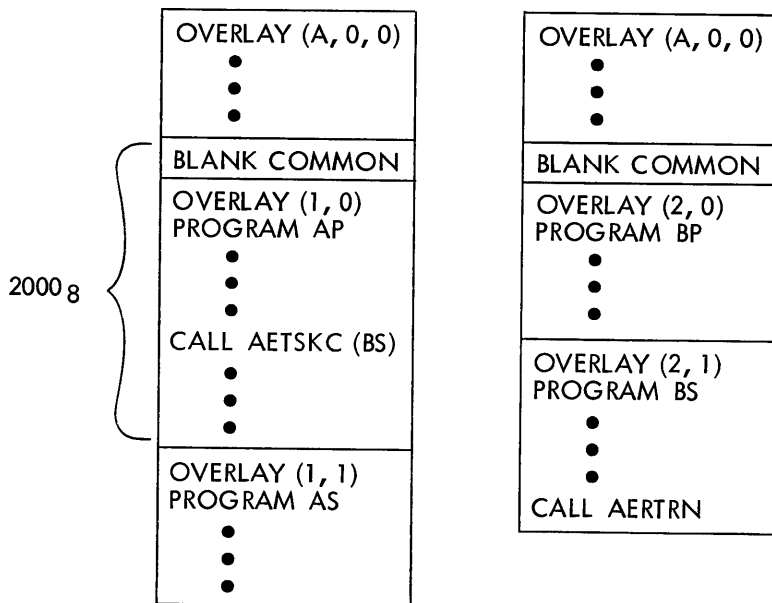 OVERLAY (A, 0, 0)
BLANK COMMON
OVERLAY (1, 0)
PROGRAM AP
2000 8
CALL AETSKC (BS)
OVERLAY (1, 1)
PROGRAM AS
OVERLAY (A, 0, 0)
BLANK COMMON
OVERLAY (2, 0)
PROGRAM BP
OVERLAY (2, 1)
PROGRAM BS
CALL AERTRN